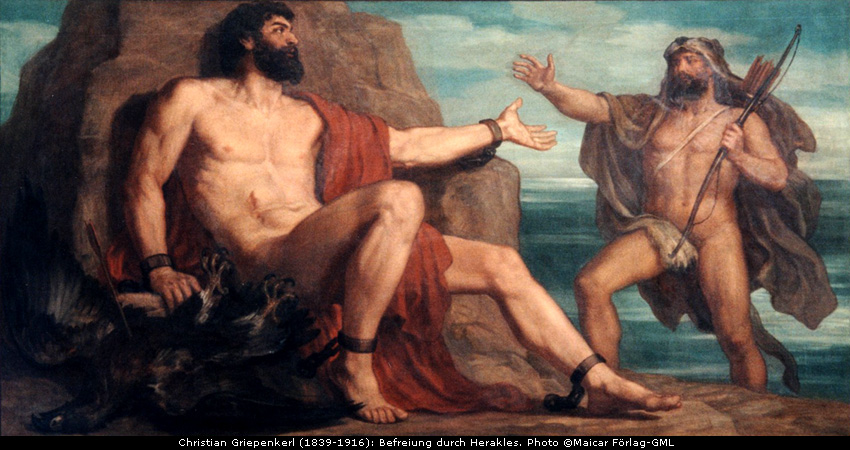 Christian Griepenkerl (1839-1916): Befreiung durch Herakles. Photo ©Maicar Förlag-GML